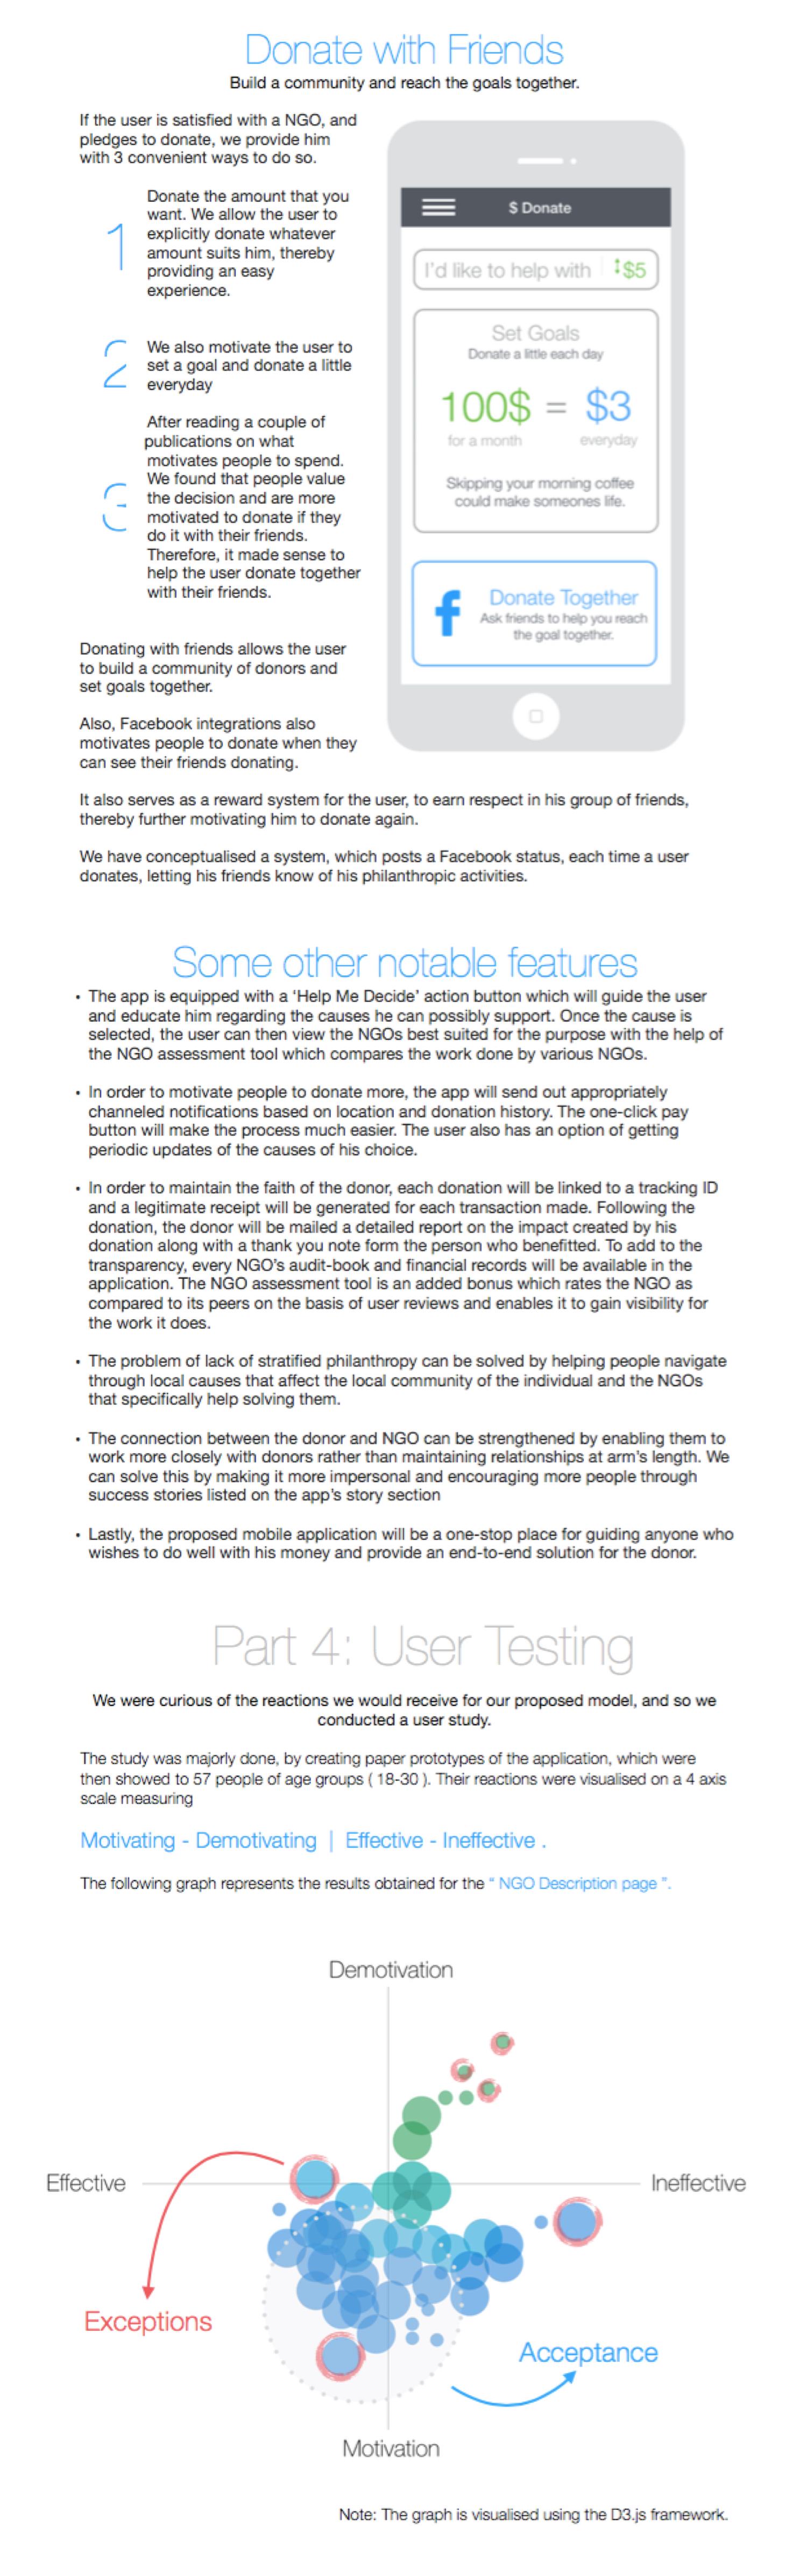 Donate with Friends
Build a community and reach the goals together.
If the user is satisfied with a NGO, and
pledges to donate, we provide him
with 3 convenient ways to do so.
1
Donate the amount that you
want. We allow the user to
explicitly donate whatever
amount suits him, thereby
providing an easy
experience.
2
We also motivate the user to
set a goal and donate a little
everyday
3
After reading a couple of
publications on what
motivates people to spend.
We found that people value
the decision and are more
motivated to donate if they
do it with their friends.
Therefore, it made sense to
help the user donate together
with their friends.
Donating with friends allows the user
to build a community of donors and
set goals together.
Also, Facebook integrations also
motivates people to donate when they
can see their friends donating.
$ Donate
I'd like to help with $5
Set Goals
Donate a little each day
100$ = $3
for a month everyday
Skipping your morning coffee
could make someones life.
f
Donate Together
Ask friends to help you reach
the goal together.
It also serves as a reward system for the user, to earn respect in his group of friends,
thereby further motivating him to donate again.
We have conceptualised a system, which posts a Facebook status, each time a user
donates, letting his friends know of his philanthropic activities.
Some other notable features
• The app is equipped with a 'Help Me Decide' action button which will guide the user
and educate him regarding the causes he can possibly support. Once the cause is
selected, the user can then view the NGOs best suited for the purpose with the help of
the NGO assessment tool which compares the work done by various NGOs.
• In order to motivate people to donate more, the app will send out appropriately
channeled notifications based on location and donation history. The one-click pay
button will make the process much easier. The user also has an option of getting
periodic updates of the causes of his choice.
• In order to maintain the faith of the donor, each donation will be linked to a tracking ID
and a legitimate receipt will be generated for each transaction made. Following the
donation, the donor will be mailed a detailed report on the impact created by his
donation along with a thank you note form the person who benefitted. To add to the
transparency, every NGO's audit-book and financial records will be available in the
application. The NGO assessment tool is an added bonus which rates the NGO as
compared to its peers on the basis of user reviews and enables it to gain visibility for
the work it does.
• The problem of lack of stratified philanthropy can be solved by helping people navigate
through local causes that affect the local community of the individual and the NGOs
that specifically help solving them.
• The connection between the donor and NGO can be strengthened by enabling them to
work more closely with donors rather than maintaining relationships at arm's length. We
can solve this by making it more impersonal and encouraging more people through
success stories listed on the app's story section
• Lastly, the proposed mobile application will be a one-stop place for guiding anyone who
wishes to do well with his money and provide an end-to-end solution for the donor.
Part 4: User Testing
We were curious of the reactions we would receive for our proposed model, and so we
conducted a user study.
The study was majorly done, by creating paper prototypes of the application, which were
then showed to 57 people of age groups ( 18-30 ). Their reactions were visualised on a 4 axis
scale measuring
Motivating - Demotivating | Effective - Ineffective .
The following graph represents the results obtained for the " NGO Description page ".
Demotivation
Effective
Ineffective
Exceptions
Acceptance
Motivation
Note: The graph is visualised using the D3.js framework.